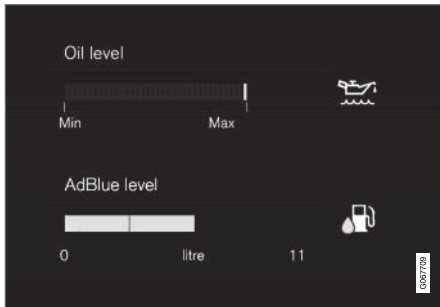 Oil level
Min Max
AdBlue level
0 litre 11
G067709